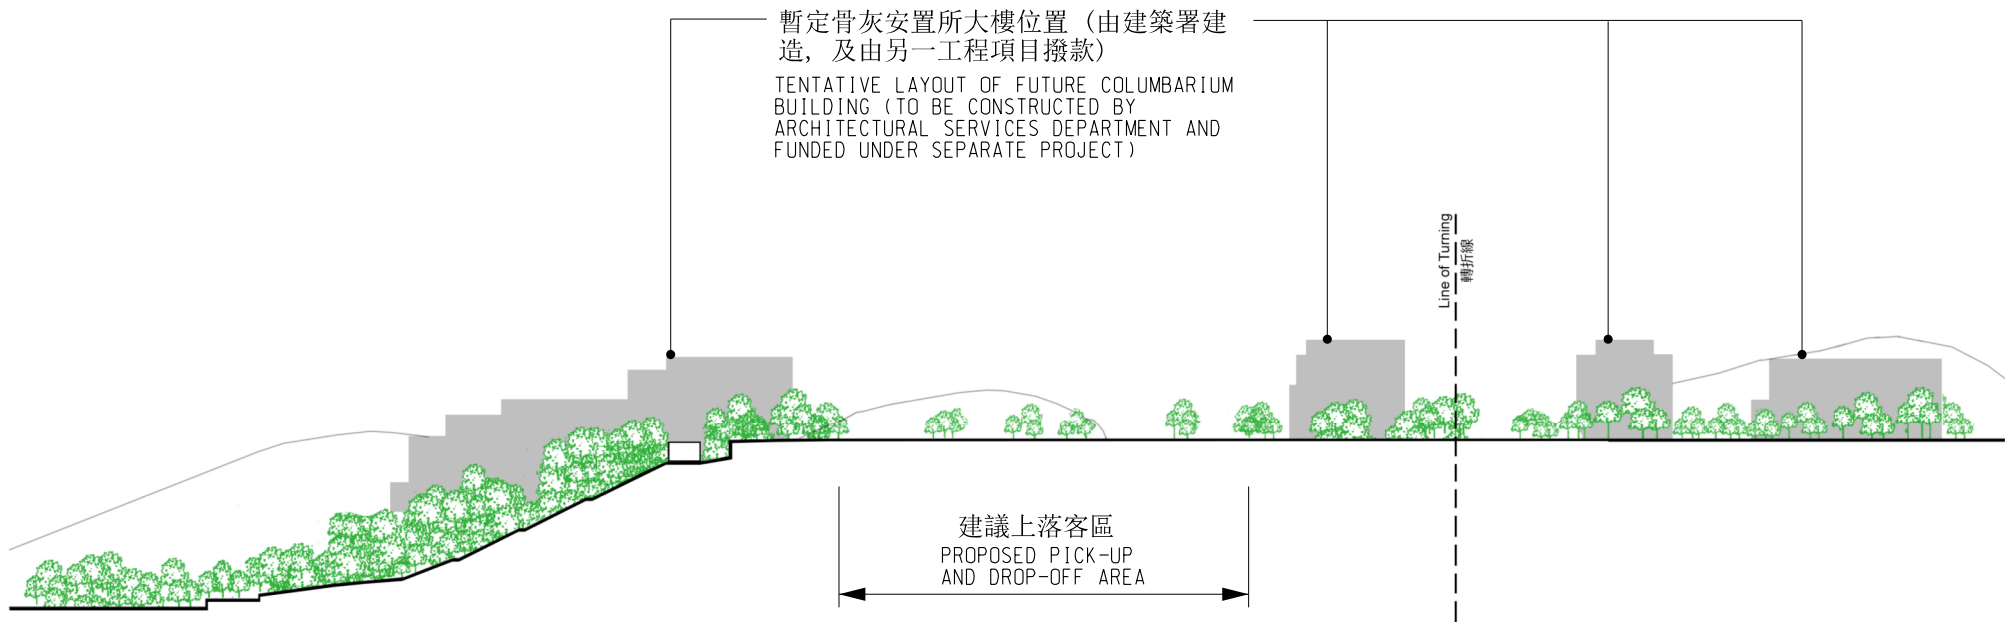 暫定骨灰安置所大樓位置（由建築署建
造，及由另一工程項目撥款）
TENTATIVE LAYOUT OF FUTURE COLUMBARIUM
BUILDING (TO BE CONSTRUCTED BY
ARCHITECTURAL SERVICES DEPARTMENT AND
FUNDED UNDER SEPARATE PROJECT)
Line of Turning
轉折線
建議上落客區
PROPOSED PICK-UP
AND DROP-OFF AREA